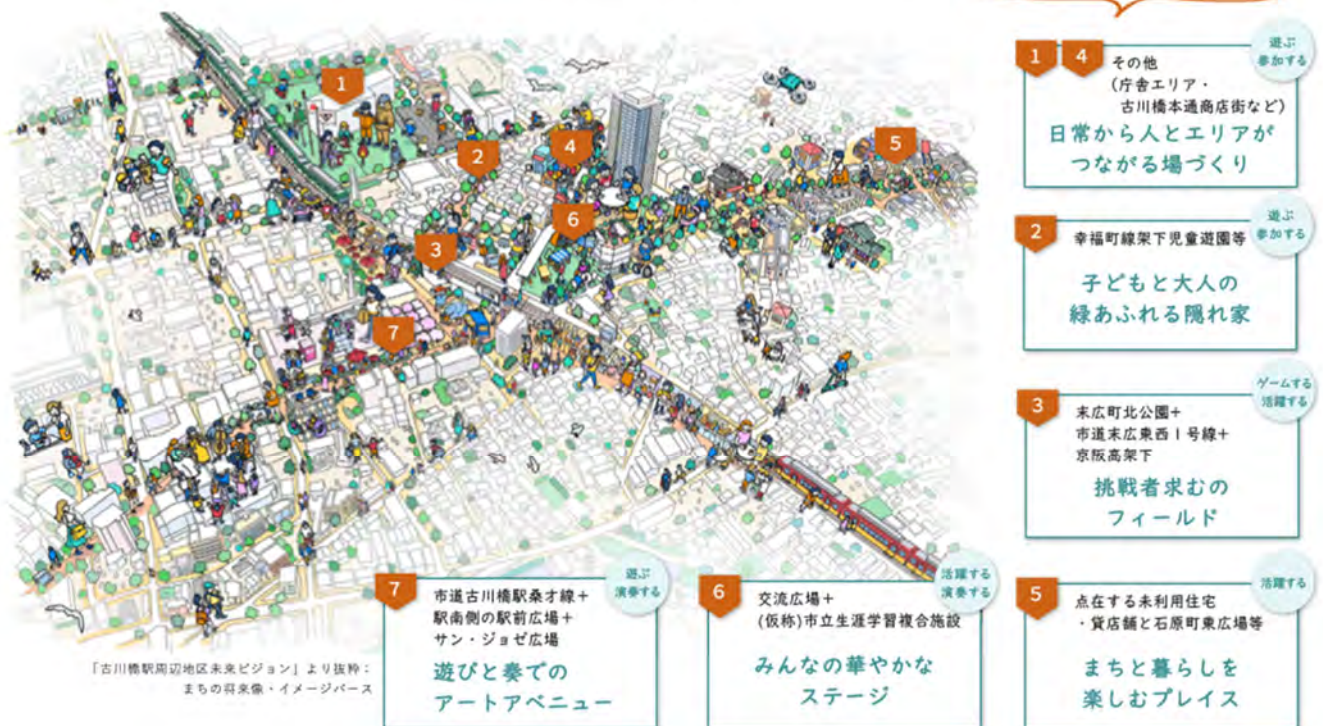 1
2
3
4
5
6
7
1 4
その他
(庁舎エリア・
古川橋本通商店街など)
日常から人とエリアが
つながる場づくり
遊ぶ
参加する
2
幸福町線架下児童遊園等
子どもと大人の
緑あふれる隠れ家
遊ぶ
参加する
3
末広町北公園+
市道末広東西1号線+
京阪高架下
挑戦者求むの
フィールド
ゲームする
活躍する
7
市道古川橋駅桑才線+
駅南側の駅前広場+
サン・ジョゼ広場
遊びと奏での
アートアベニュー
遊ぶ
演奏する
6
交流広場+
(仮称)市立生涯学習複合施設
みんなの華やかな
ステージ
活躍する
演奏する
5
点在する未利用住宅
・貸店舗と石原町東広場等
まちと暮らしを
楽しむプレイス
活躍する
「古川橋駅周辺地区未来ビジョン」より抜粋：
まちの将来像・イメージパース